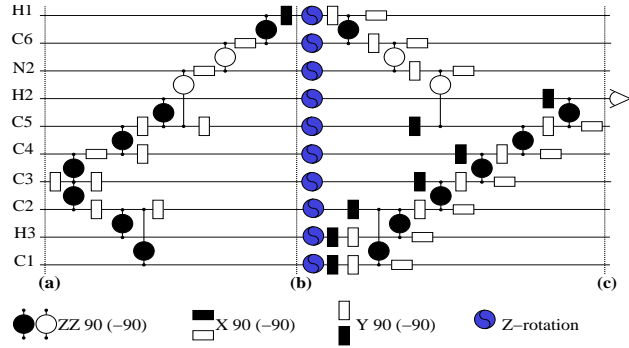 H1
C6
N2
H2
C5
C4
C3
C2
H3
C1
(a) (b) (c)
ZZ 90 (−90) X 90 (−90) Y 90 (−90) Z−rotation